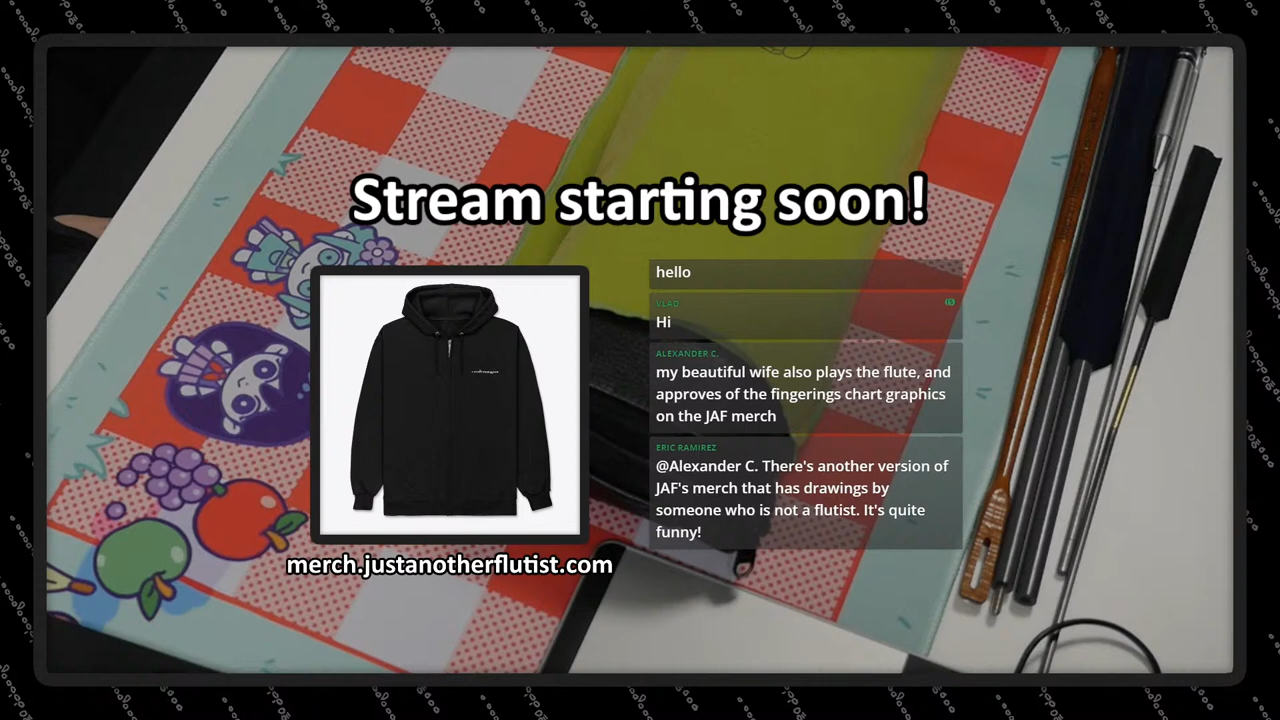 Stream starting soon!
hello
VLAD
Hi
ALEXANDER C.
my beautiful wife also plays the flute, and
approves of the fingerings chart graphics
on the JAF merch
ERIC RAMIREZ
@Alexander C. There's another version of
JAF's merch that has drawings by
someone who is not a flutist. It's quite
funny!
merch.justanotherflutist.com